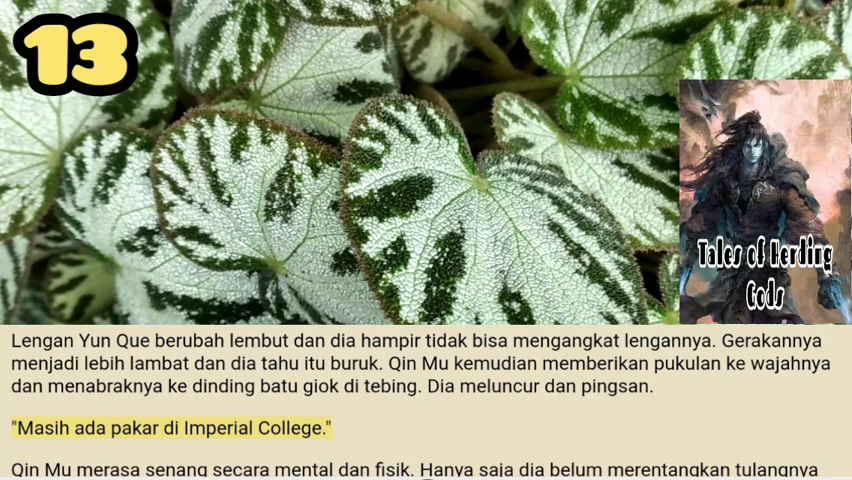 13
Tales of Herding
Gods
Lengan Yun Que berubah lembut dan dia hampir tidak bisa mengangkat lengannya. Gerakannya
menjadi lebih lambat dan dia tahu itu buruk. Qin Mu kemudian memberikan pukulan ke wajahnya
dan menabraknya ke dinding batu giok di tebing. Dia meluncur dan pingsan.
"Masih ada pakar di Imperial College."
Qin Mu merasa senang secara mental dan fisik. Hanya saja dia belum merentangkan tulangnya